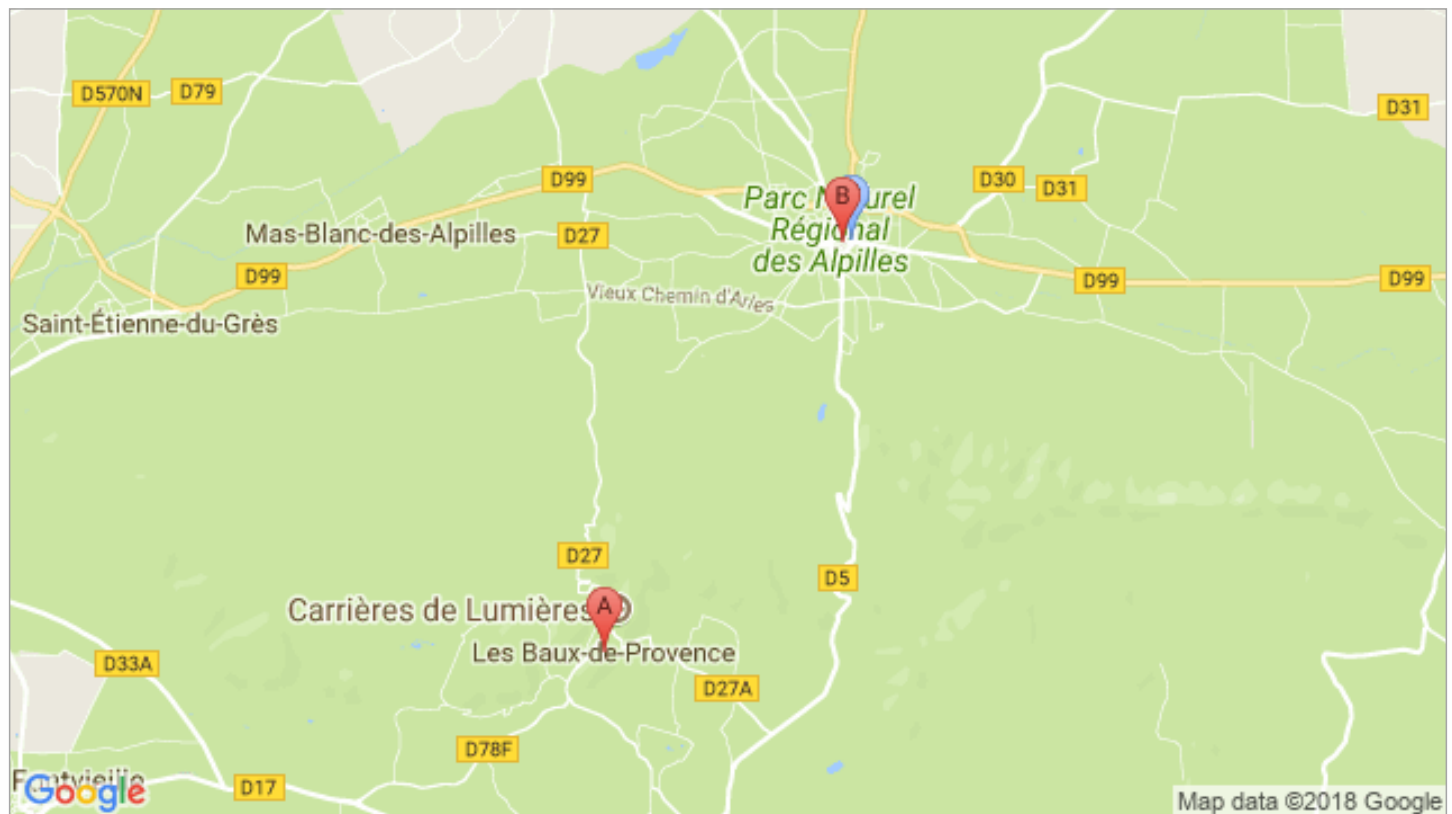 D570N
D79
D31
D99
D30
D31
B
Parc N urel
Régional
des Alpilles
Mas-Blanc-des-Alpilles
D27
D99
D99
D99
Vieux Chemin d'Arles
Saint-Étienne-du-Grès
D27
D5
Carrières de Lumières
A
Les Baux-de-Provence
D33A
D27A
D78F
D17
Google
Map data ©2018 Google